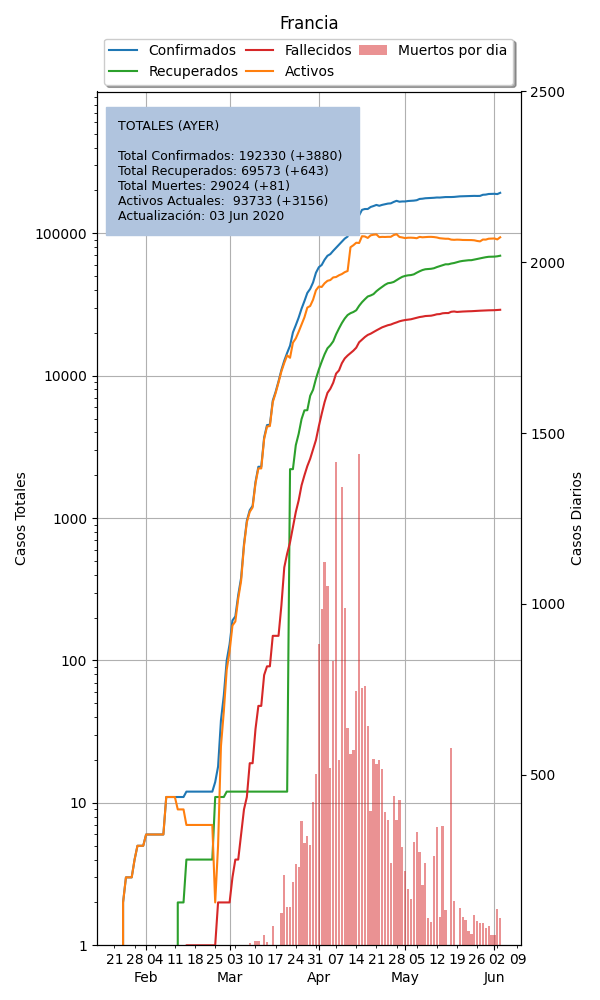 Francia
Confirmados
Recuperados
Fallecidos
Activos
Muertos por dia
TOTALES (AYER)
Total Confirmados: 192330 (+3880)
Total Recuperados: 69573 (+643)
Total Muertes: 29024 (+81)
Activos Actuales:  93733 (+3156)
Actualización: 03 Jun 2020
100000
10000
1000
100
10
1
Casos Totales
2500
2000
1500
1000
500
Casos Diarios
21 28 04 11 18 25 03 10 17 24 31 07 14 21 28 05 12 19 26 02 09
Feb Mar Apr May Jun